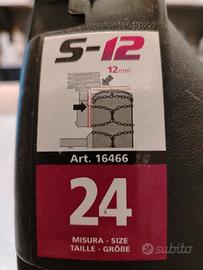 S-12
12mm
Art. 16466
24
MISURA - SIZE
TAILLE - GRÖßE
subito